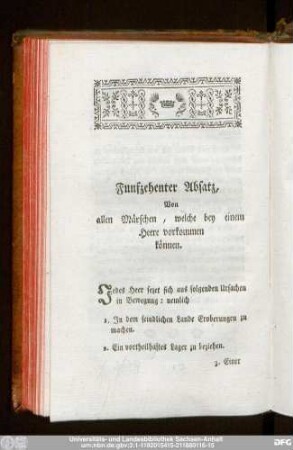 Funfzehenter Absatz,
Von
allen Märschen, welche bey einem
Heere vorkommen
können.
Jedes Heer setzt sich aus folgenden Ursachen
in Bewegung: nemlich
1. In dem feindlichen Lande Eroberungen zu
machen.
2. Ein vortheilhaftes Lager zu beziehen.
3. Einer
Universitäts- und Landesbibliothek Sachsen-Anhalt
DFG